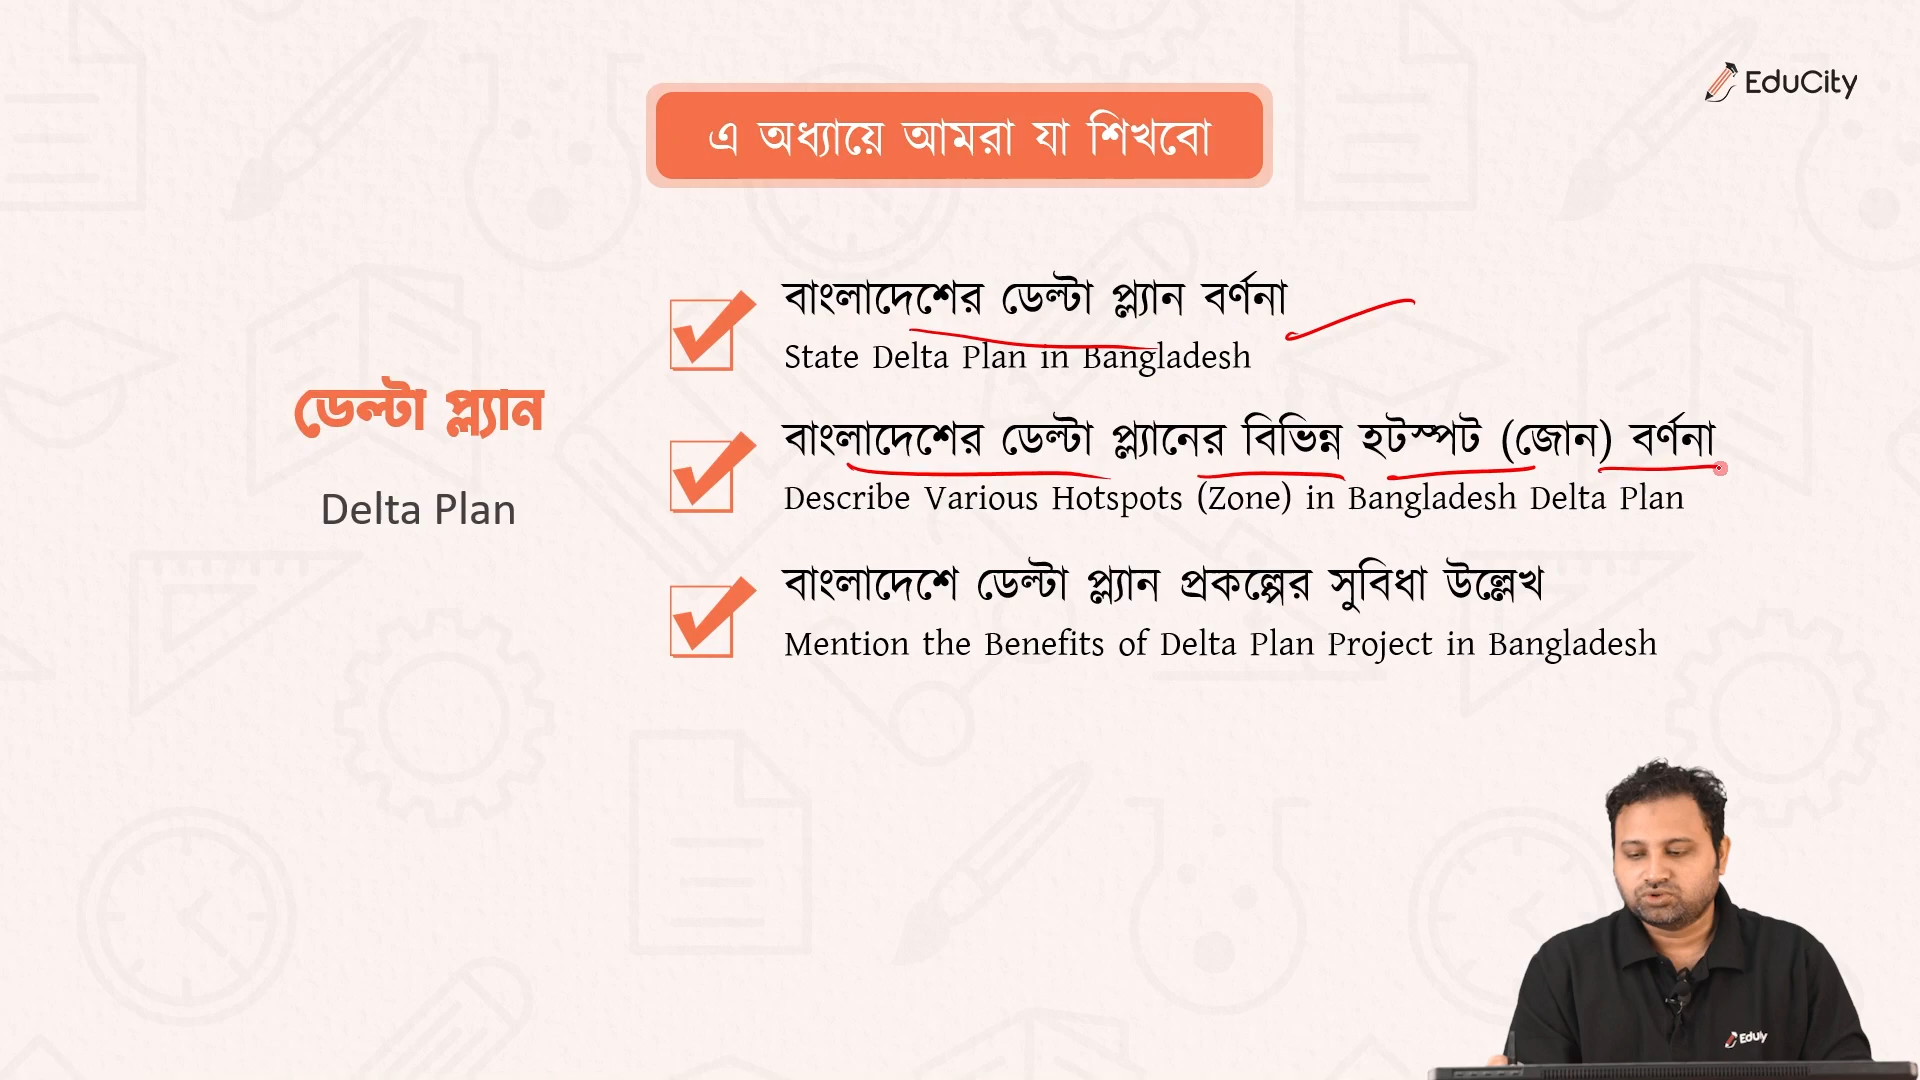 EduCity
এ অধ্যায়ে আমরা যা শিখবো
ডেল্টা প্ল্যান
Delta Plan
বাংলাদেশের ডেল্টা প্ল্যান বর্ণনা
State Delta Plan in Bangladesh
বাংলাদেশের ডেল্টা প্ল্যানের বিভিন্ন হটস্পট (জোন) বর্ণনা
Describe Various Hotspots (Zone) in Bangladesh Delta Plan
বাংলাদেশে ডেল্টা প্ল্যান প্রকল্পের সুবিধা উল্লেখ
Mention the Benefits of Delta Plan Project in Bangladesh
Eduly